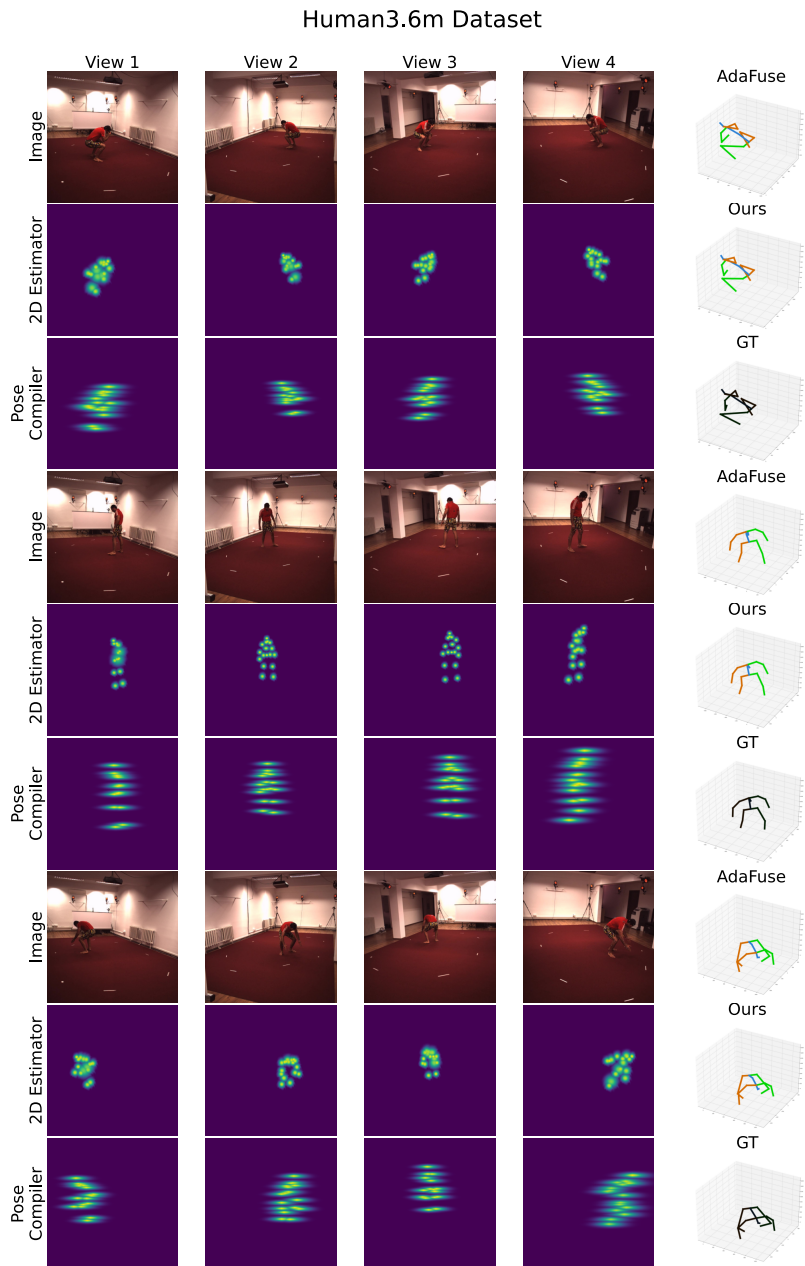 Human3.6m Dataset
View 1
View 2
View 3
View 4
Image
AdaFuse
2D Estimator
Ours
Pose
Compiler
GT
Image
AdaFuse
2D Estimator
Ours
Pose
Compiler
GT
Image
AdaFuse
2D Estimator
Ours
Pose
Compiler
GT